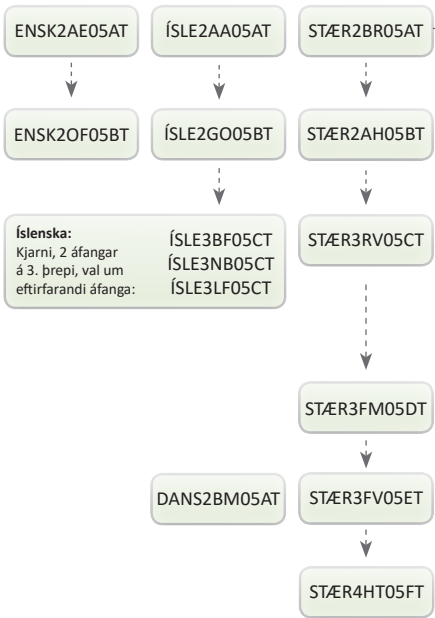 ENSK2AE05AT
ÍSLE2AA05AT
STÆR2BR05AT
ENSK2OF05BT
ÍSLE2GO05BT
STÆR2AH05BT
Íslenska:
Kjarni, 2 áfangar
á 3. þrepi, val um
eftirfarandi áfanga:
ÍSLE3BF05CT
ÍSLE3NB05CT
ÍSLE3LF05CT
STÆR3RV05CT
STÆR3FM05DT
DANS2BM05AT
STÆR3FV05ET
STÆR4HT05FT